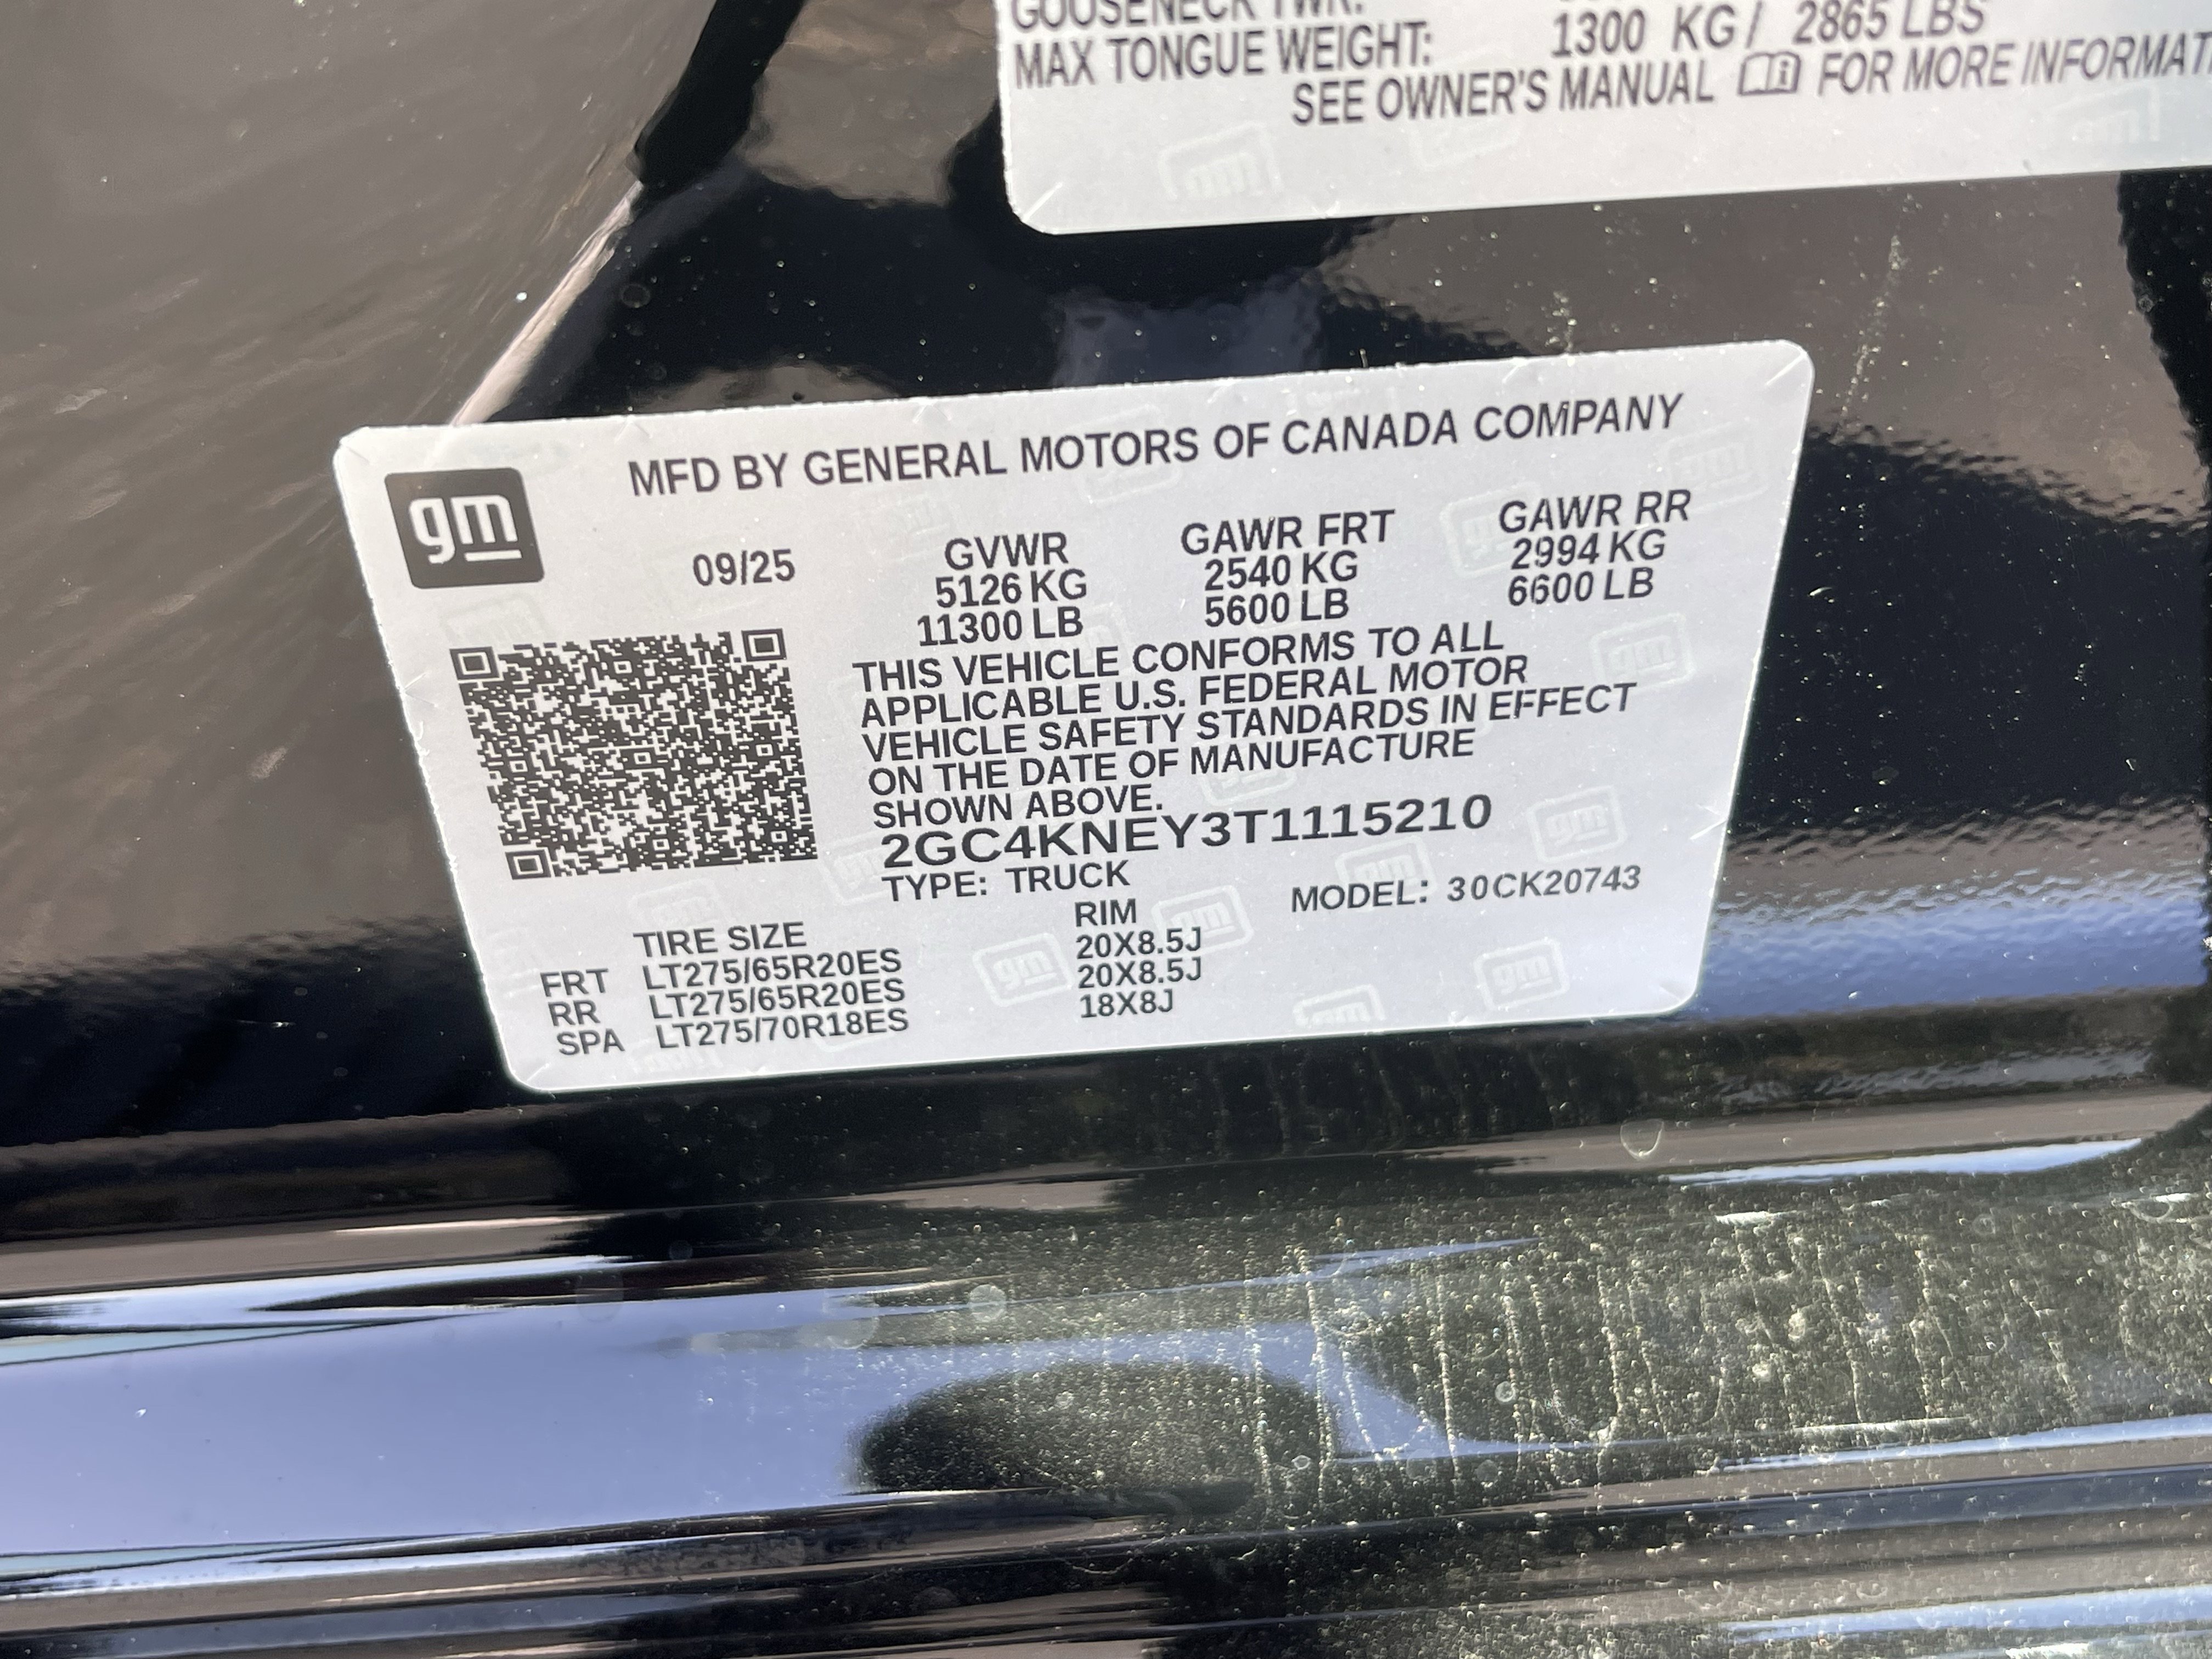 MAX TONGUE WEIGHT: 1300 KG / 2865 LBS
SEE OWNER'S MANUAL FOR MORE
gm
MFD BY GENERAL MOTORS OF CANADA COMPANY
09/25
GVWR GAWR FRT GAWR RR
5126 KG 2540 KG 2994 KG
11300 LB 5600 LB 6600 LB
THIS VEHICLE CONFORMS TO ALL
APPLICABLE U.S. FEDERAL MOTOR
VEHICLE SAFETY STANDARDS IN EFFECT
ON THE DATE OF MANUFACTURE
SHOWN ABOVE.
2GC4KNEY3T1115210
TYPE: TRUCK MODEL: 30CK20743
TIRE SIZE RIM
FRT LT275/65R20ES 20X8.5J
RR LT275/65R20ES 20X8.5J
SPA LT275/70R18ES 18X8J